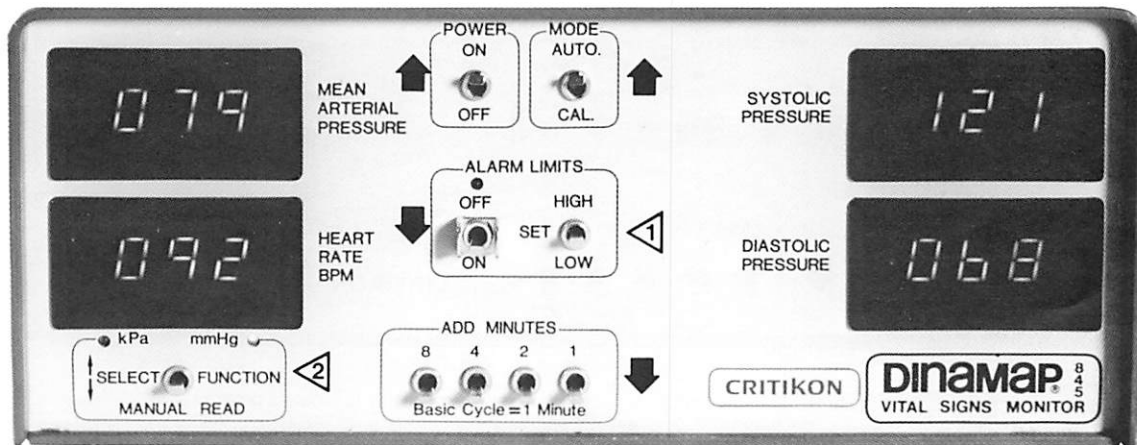 POWER
ON
OFF
MODE
AUTO.
CAL.
079
MEAN
ARTERIAL
PRESSURE
SYSTOLIC
PRESSURE
121
ALARM LIMITS
OFF
ON
SET
HIGH
LOW
1
092
HEART
RATE
BPM
DIASTOLIC
PRESSURE
068
kPa mmHg
SELECT FUNCTION
MANUAL READ
2
ADD MINUTES
8 4 2 1
Basic Cycle = 1 Minute
CRITIKON
DINAMAP® 845
VITAL SIGNS MONITOR